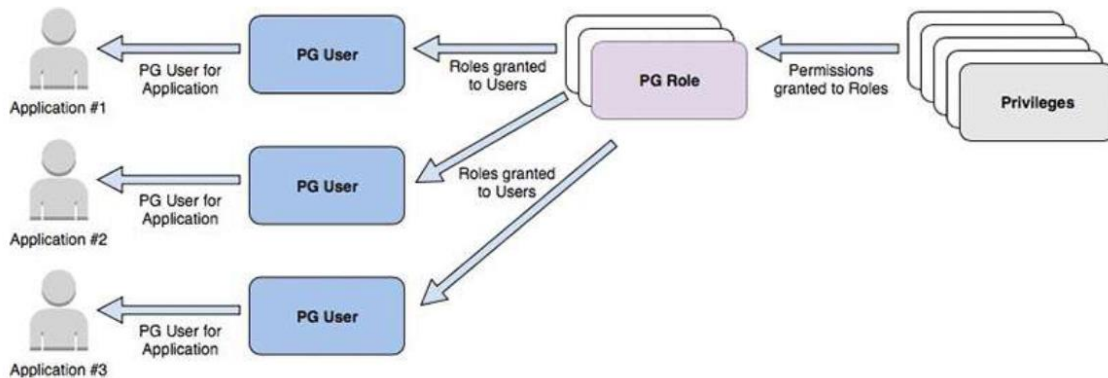 PG User
PG User for
Application
Application #1
Roles granted
to Users
PG Role
Permissions
granted to Roles
Privileges
PG User
PG User for
Application
Application #2
Roles granted
to Users
PG User
PG User for
Application
Application #3